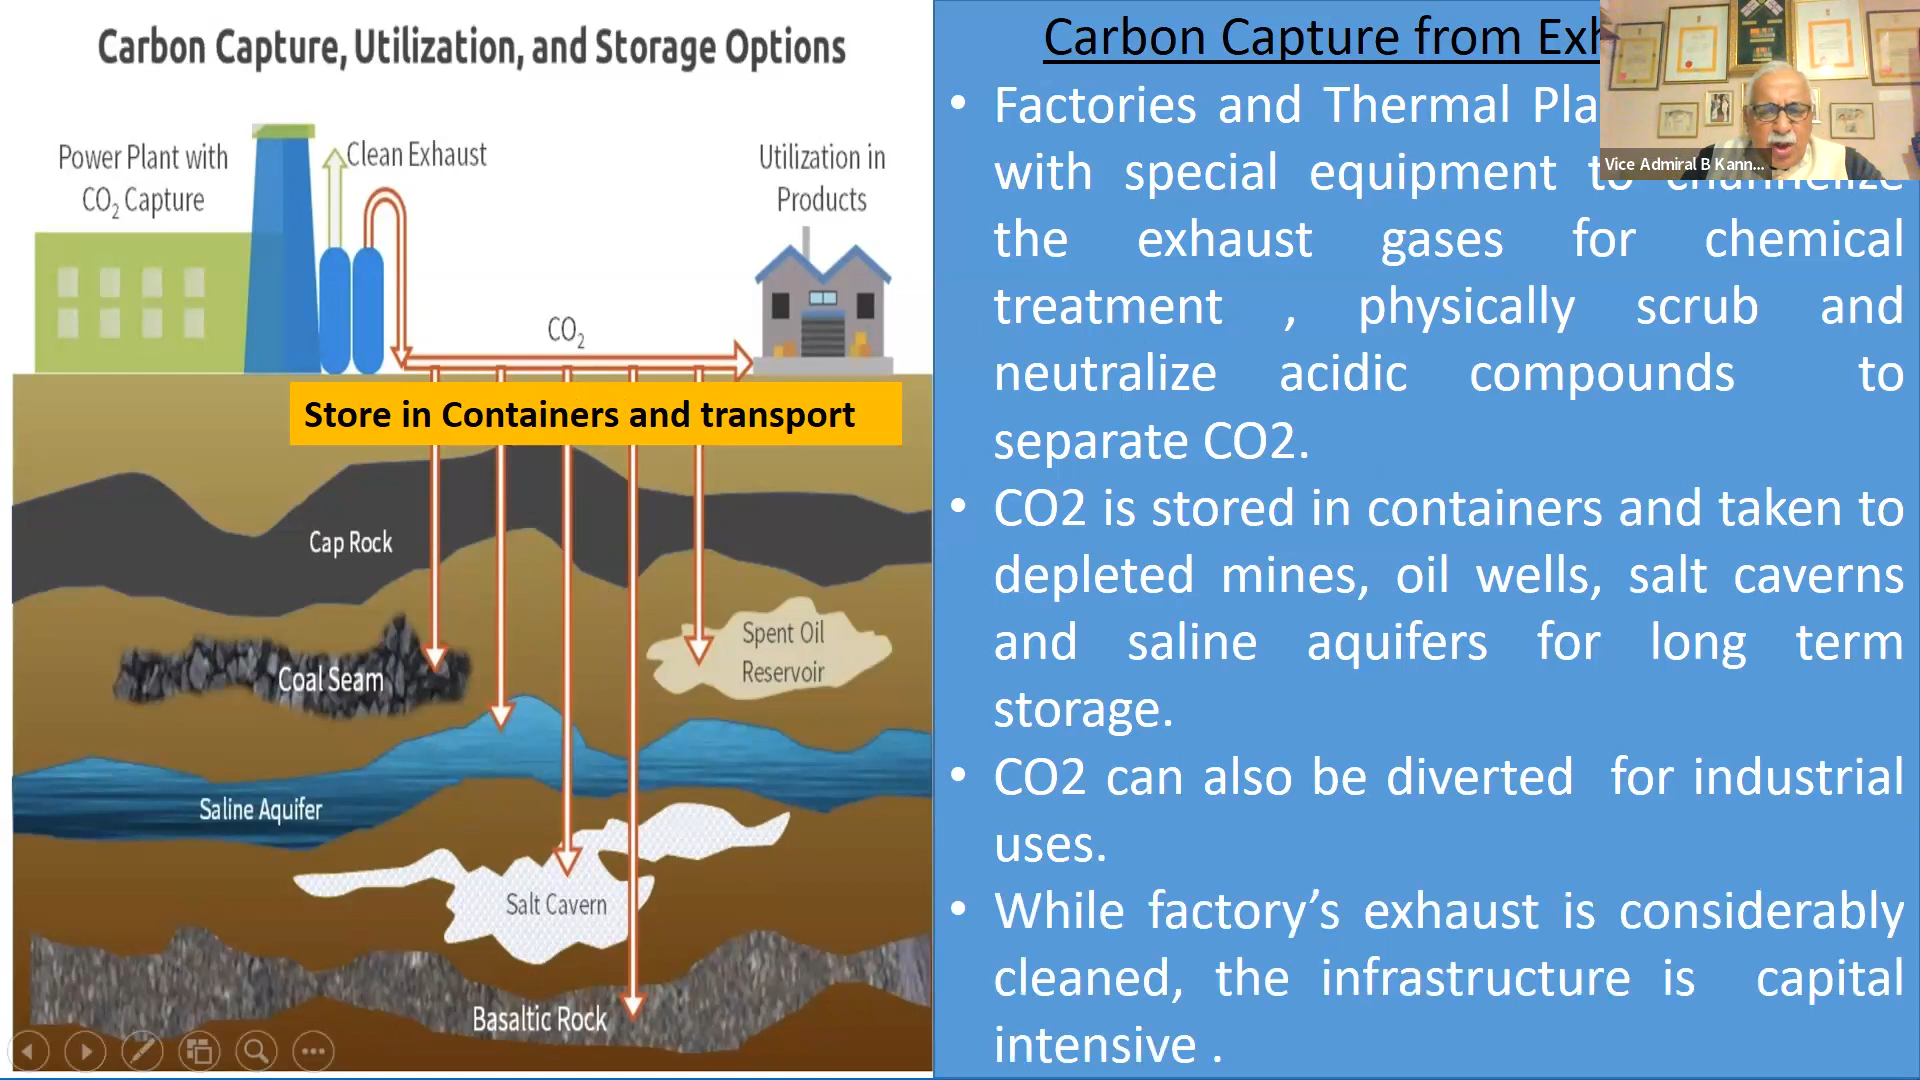 Carbon Capture, Utilization, and Storage Options
Power Plant with
CO₂ Capture
Clean Exhaust
Utilization in
Products
CO₂
Store in Containers and transport
Cap Rock
Coal Seam
Spent Oil
Reservoir
Saline Aquifer
Salt Cavern
Basaltic Rock
Carbon Capture from
• Factories and Thermal
with special equipment to channelize
the exhaust gases for chemical
treatment , physically scrub and
neutralize acidic compounds to
separate CO2.
• CO2 is stored in containers and taken to
depleted mines, oil wells, salt caverns
and saline aquifers for long term
storage.
• CO2 can also be diverted for industrial
uses.
• While factory’s exhaust is considerably
cleaned, the infrastructure is capital
intensive .
Vice Admiral B Kann...